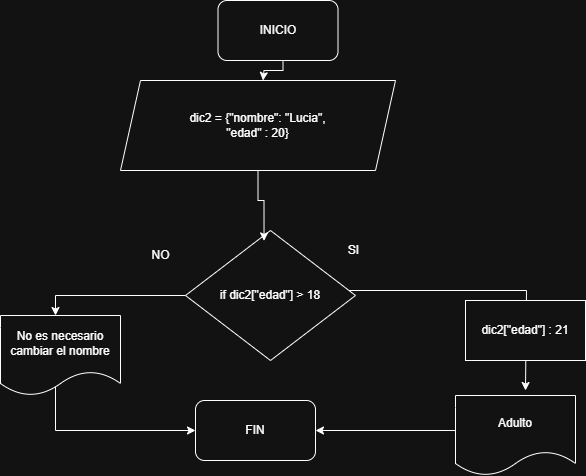 INICIO
dic2 = {"nombre": "Lucia",
"edad" : 20}
NO
SI
if dic2["edad"] > 18
No es necesario
cambiar el nombre
dic2["edad"] : 21
FIN
Adulto